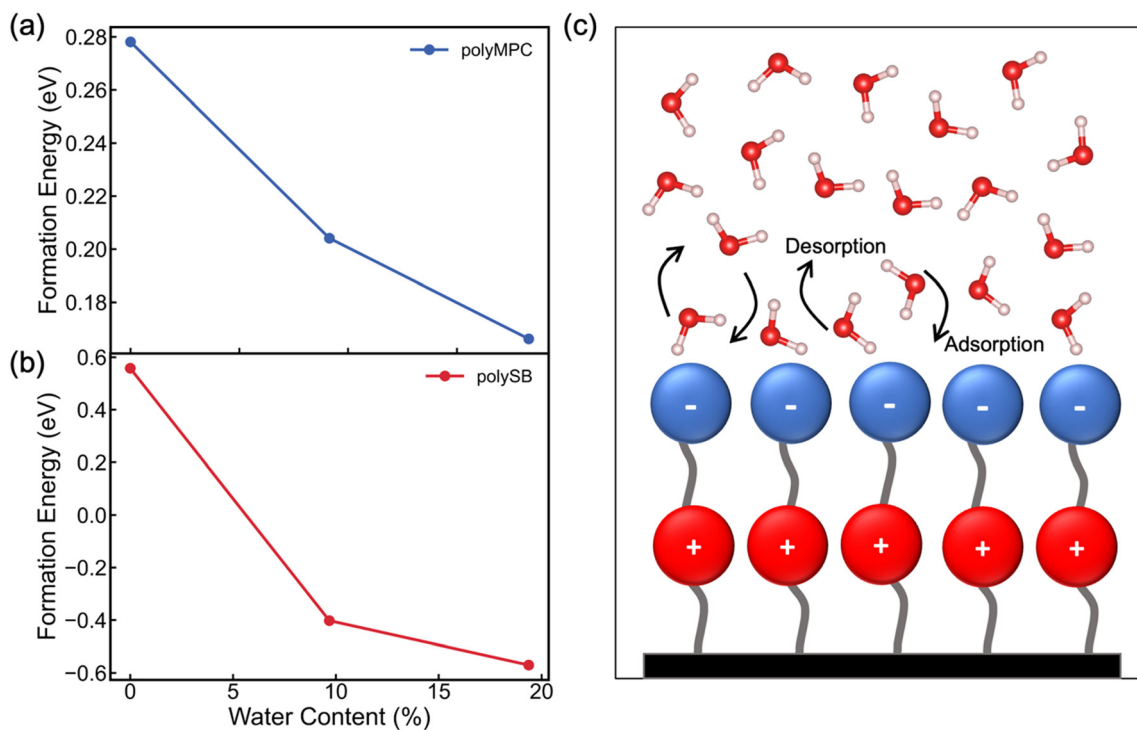 (a)
polyMPC
0.28
0.26
0.24
0.22
0.20
0.18
Formation Energy (eV)
(b)
polySB
0.6
0.4
0.2
0.0
−0.2
−0.4
−0.6
Formation Energy (eV)
0 5 10 15 20
Water Content (%)
(c)
Desorption
Adsorption
- - - - -
+ + + + +